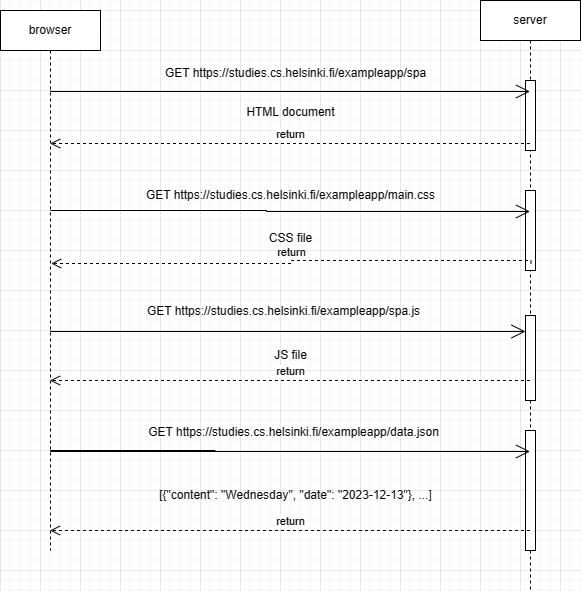 browser
server
GET https://studies.cs.helsinki.fi/exampleapp/spa
HTML document
return
GET https://studies.cs.helsinki.fi/exampleapp/main.css
CSS file
return
GET https://studies.cs.helsinki.fi/exampleapp/spa.js
JS file
return
GET https://studies.cs.helsinki.fi/exampleapp/data.json
[{"content": "Wednesday", "date": "2023-12-13"}, ...]
return